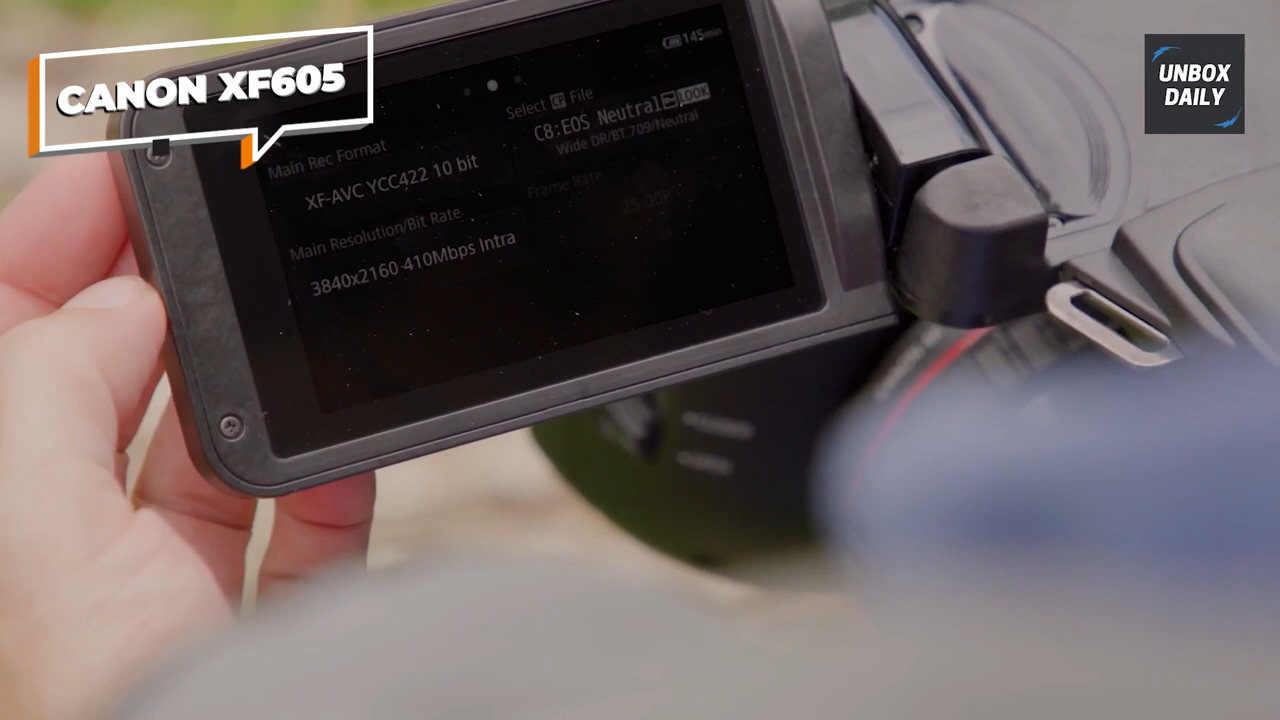 CANON XF605
UNBOX
DAILY
145min
Select CP File
C8:EOS Neutral LOOK
Wide DR/BT.709/Neutral
Main Rec Format
XF-AVC YCC422 10 bit
Frame Rate
25.00P
Main Resolution/Bit Rate
3840x2160 410Mbps Intra